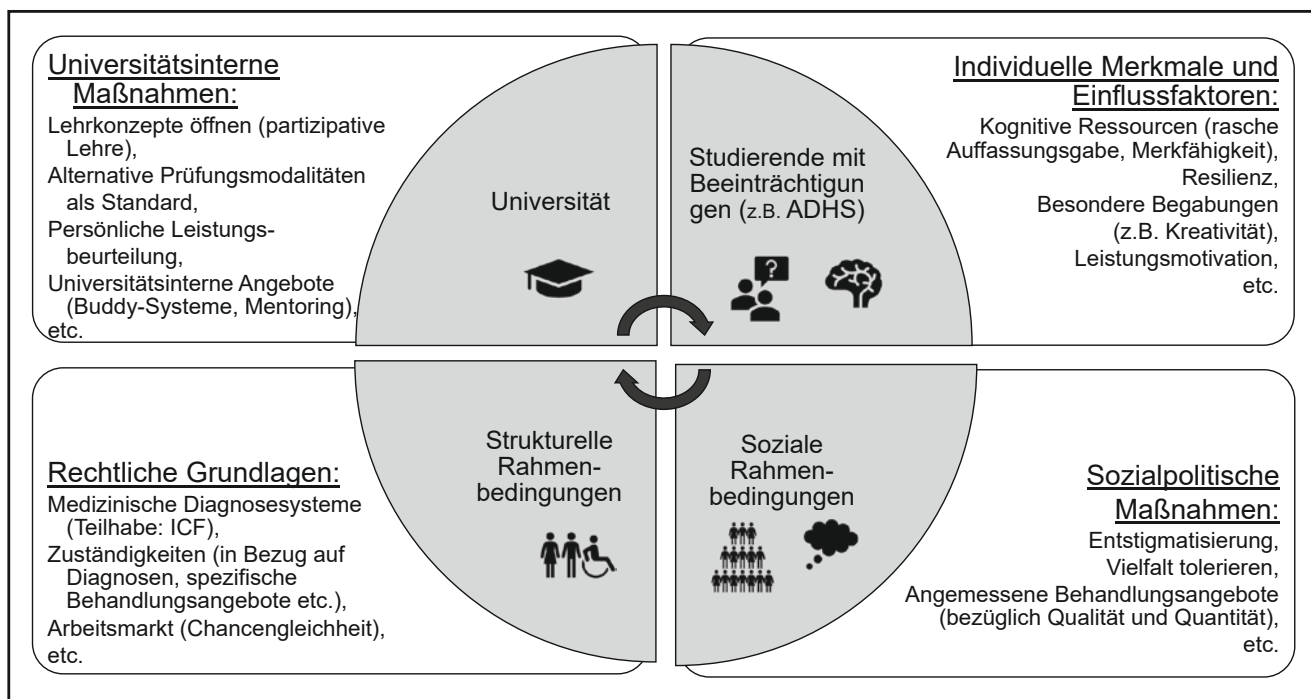 Universitätsinterne
Maßnahmen:
Lehrkonzepte öffnen (partizipative
Lehre),
Alternative Prüfungsmodalitäten
als Standard,
Persönliche Leistungs-
beurteilung,
Universitätsinterne Angebote
(Buddy-Systeme, Mentoring),
etc.
Universität
Studierende mit
Beeinträchtigun
gen (z.B. ADHS)
?
Individuelle Merkmale und
Einflussfaktoren:
Kognitive Ressourcen (rasche
Auffassungsgabe, Merkfähigkeit),
Resilienz,
Besondere Begabungen
(z.B. Kreativität),
Leistungsmotivation,
etc.
Rechtliche Grundlagen:
Medizinische Diagnosesysteme
(Teilhabe: ICF),
Zuständigkeiten (in Bezug auf
Diagnosen, spezifische
Behandlungsangebote etc.),
Arbeitsmarkt (Chancengleichheit),
etc.
Strukturelle
Rahmen-
bedingungen
Soziale
Rahmen-
bedingungen
Sozialpolitische
Maßnahmen:
Entstigmatisierung,
Vielfalt tolerieren,
Angemessene Behandlungsangebote
(bezüglich Qualität und Quantität),
etc.